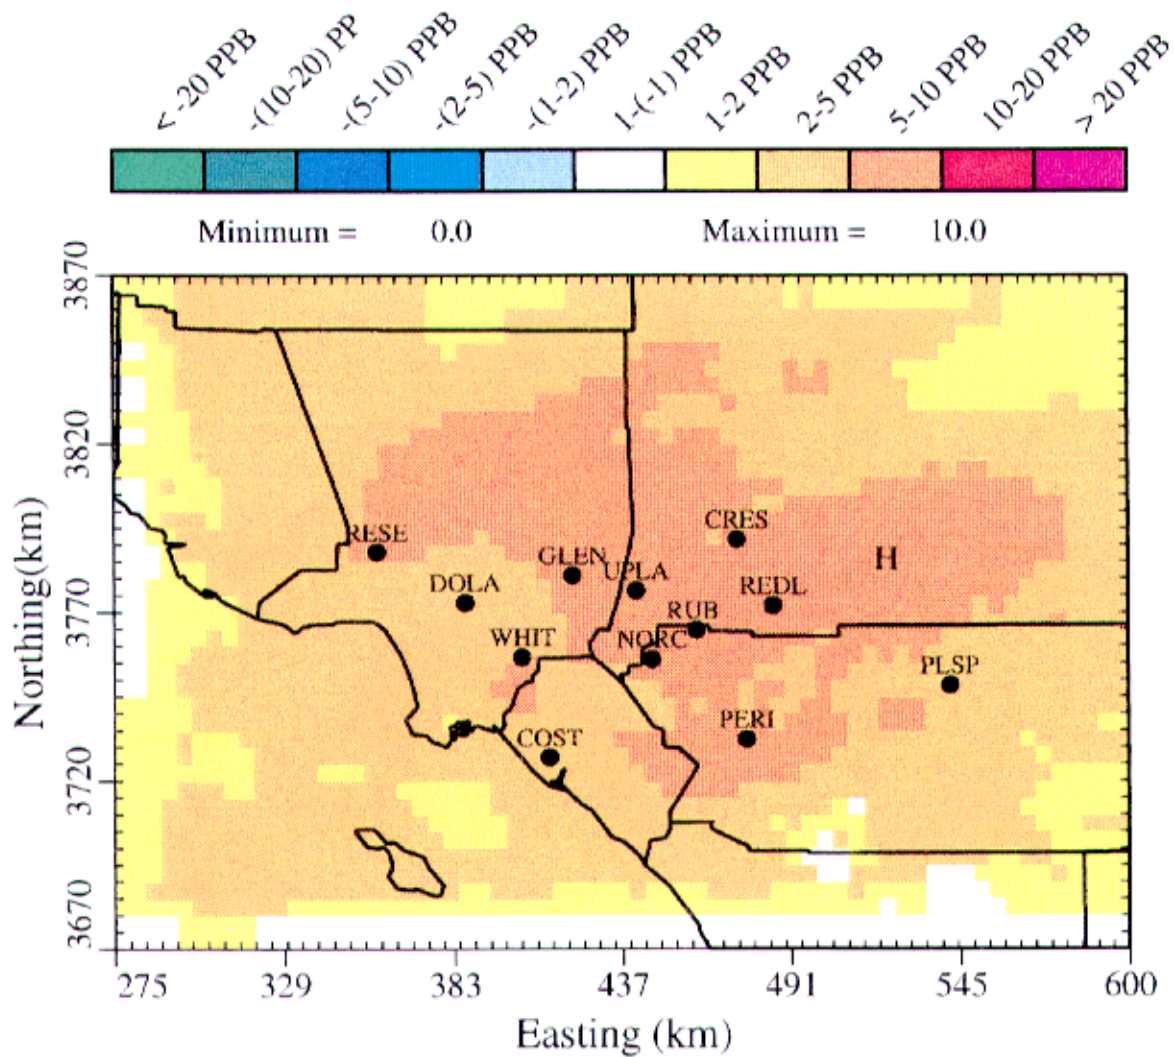 < -20 PPB
-(10-20) PP
-(5-10) PPB
-(2-5) PPB
-(1-2) PPB
1-(-1) PPB
1-2 PPB
2-5 PPB
5-10 PPB
10-20 PPB
> 20 PPB
Minimum = 0.0 Maximum = 10.0
3870
3820
3770
3720
3670
Northing(km)
CRES
RESE
GLEN UPLA H
DOLA REDL
RUB
WHIT NORC
PLSP
PERI
COST
275 329 383 437 491 545 600
Easting (km)